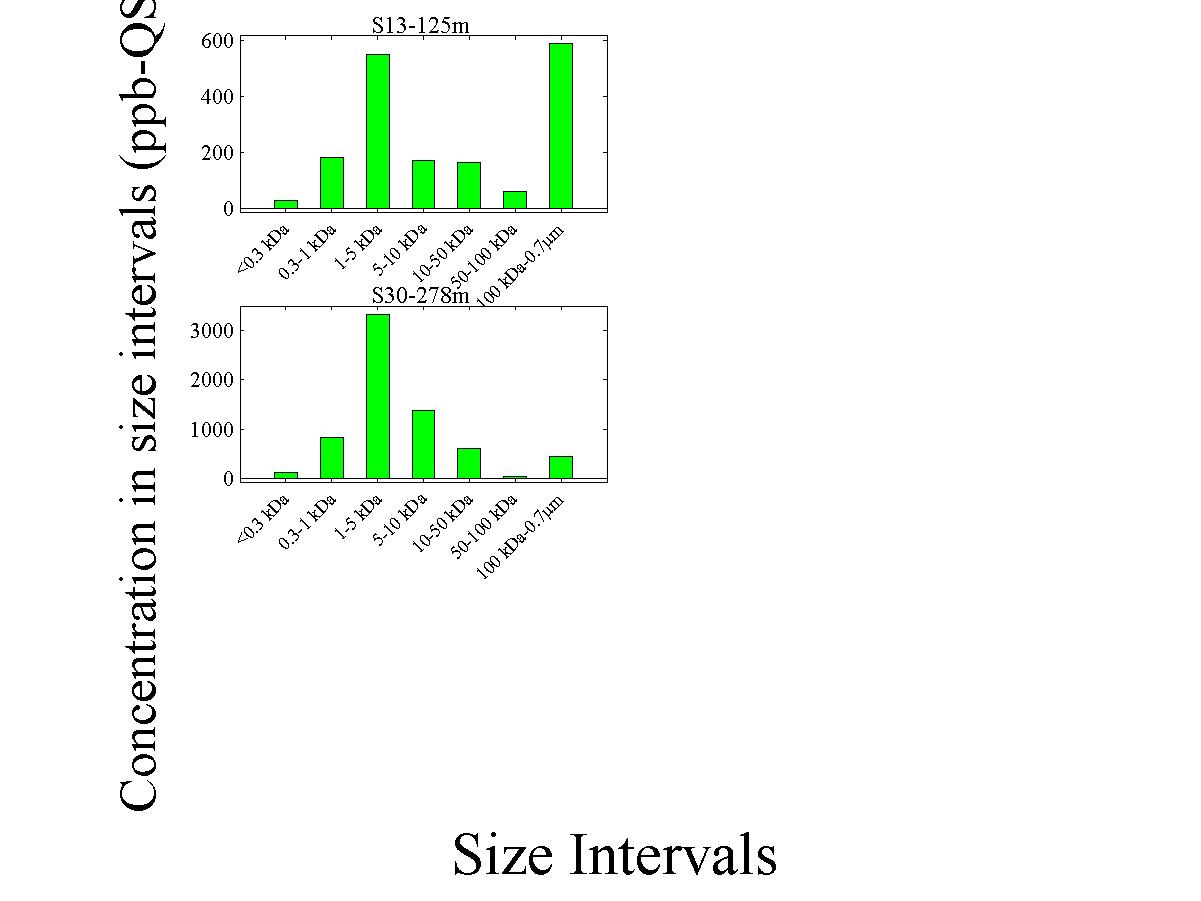 Concentration in size intervals (ppb-QS
S13-125m
600
400
200
0
<0.3 kDa
0.3-1 kDa
1-5 kDa
5-10 kDa
10-50 kDa
50-100 kDa
100 kDa-0.7µm
S30-278m
3000
2000
1000
0
<0.3 kDa
0.3-1 kDa
1-5 kDa
5-10 kDa
10-50 kDa
50-100 kDa
100 kDa-0.7µm
Size Intervals